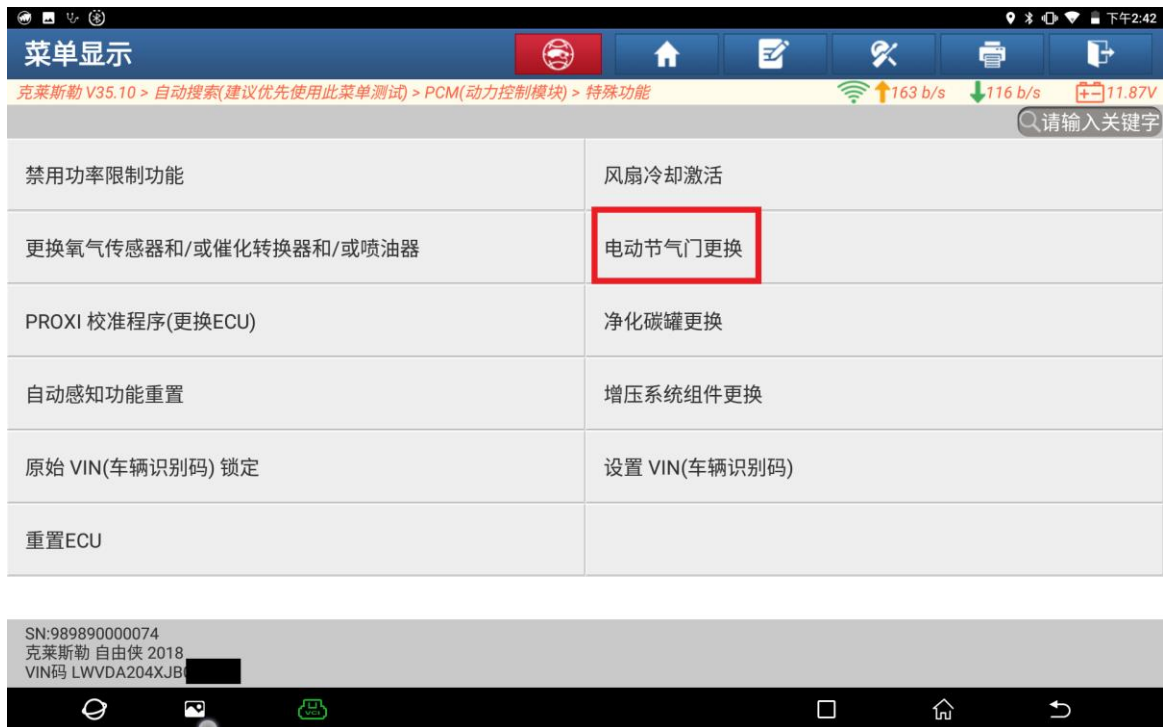 下午2:42
菜单显示
克莱斯勒 V35.10 > 自动搜索(建议优先使用此菜单测试) > PCM(动力控制模块) > 特殊功能 163 b/s 116 b/s 11.87V
请输入关键字
禁用功率限制功能 风扇冷却激活
更换氧气传感器和/或催化转换器和/或喷油器 电动节气门更换
PROXI 校准程序(更换ECU) 净化碳罐更换
自动感知功能重置 增压系统组件更换
原始 VIN(车辆识别码) 锁定 设置 VIN(车辆识别码)
重置ECU
SN:989890000074
克莱斯勒 自由侠 2018
VIN码 LWVDA204XJB
VCI